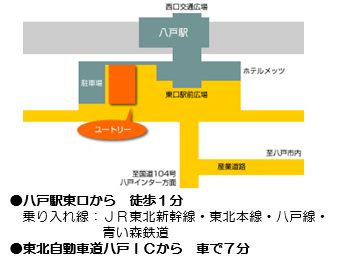 西口交通広場
八戸駅
駐車場
ホテルメッツ
東口駅前広場
ユートリー
至八戸市内
産業道路
至国道104号
八戸インター方面
●八戸駅東口から　徒歩１分
乗り入れ線：ＪＲ東北新幹線・東北本線・八戸線・
青い森鉄道
●東北自動車道八戸ＩＣから　車で７分